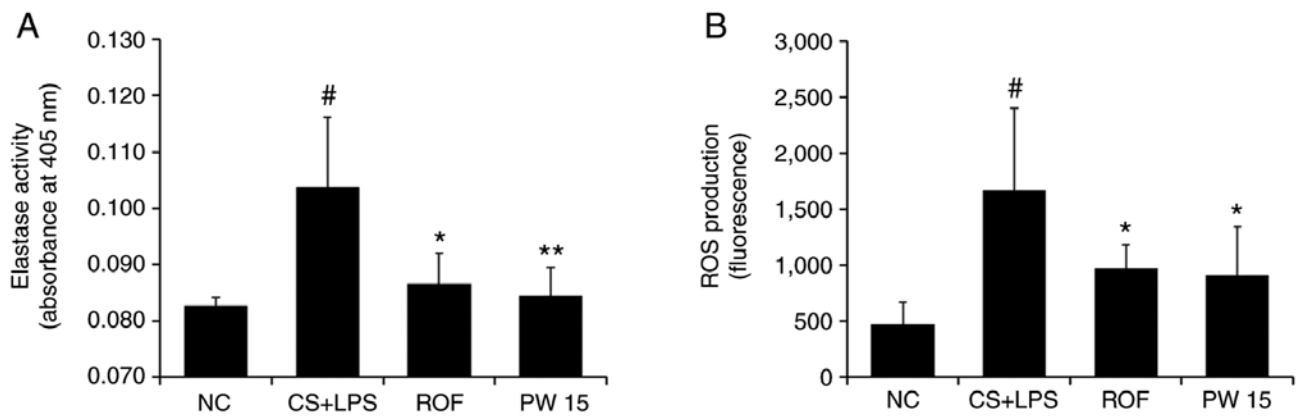 A
Elastase activity
(absorbance at 405 nm)
0.130
0.120
0.110
0.100
0.090
0.080
0.070
#
*
**
NC CS+LPS ROF PW 15
B
ROS production
(fluorescence)
3,000
2,500
2,000
1,500
1,000
500
0
#
*
*
NC CS+LPS ROF PW 15